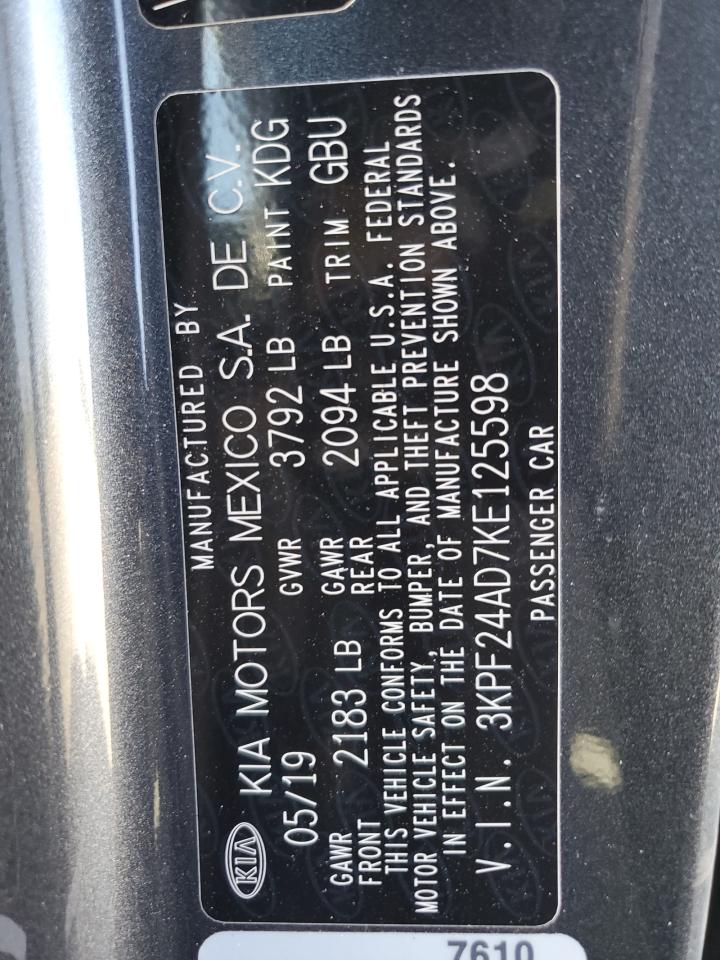 MANUFACTURED BY
KIA KIA MOTORS MEXICO S.A. DE C.V.
05/19 GVWR 3792 LB PAINT KDG
GAWR FRONT 2183 LB GAWR REAR 2094 LB TRIM GBU
THIS VEHICLE CONFORMS TO ALL APPLICABLE U.S.A. FEDERAL
MOTOR VEHICLE SAFETY, BUMPER, AND THEFT PREVENTION STANDARDS
IN EFFECT ON THE DATE OF MANUFACTURE SHOWN ABOVE.
V.I.N. 3KPF24AD7KE125598
PASSENGER CAR
7610